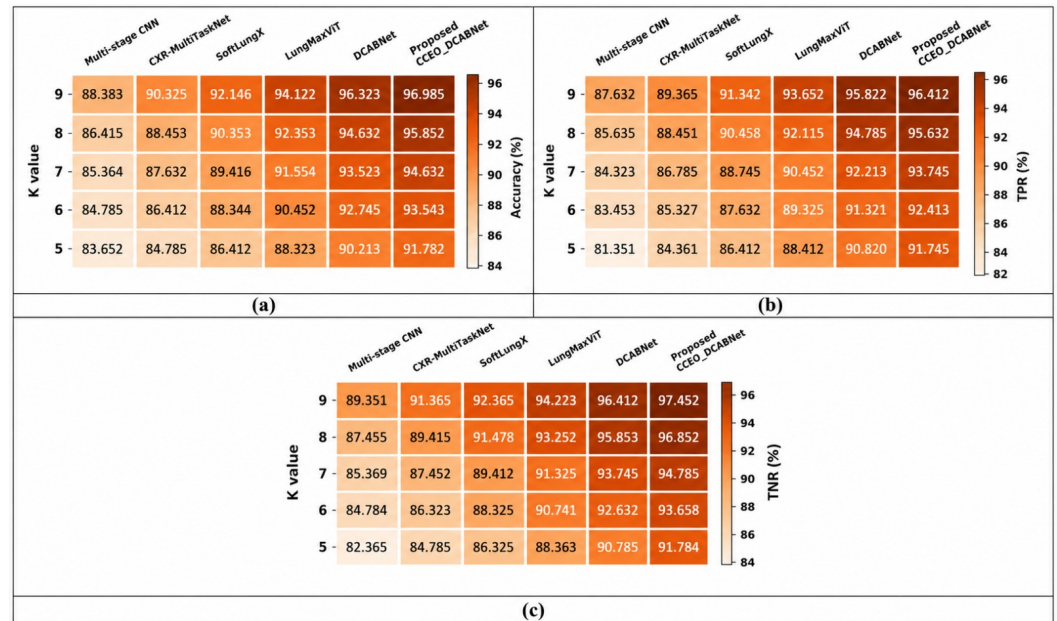 Multi-stage CNN CXR-MultiTaskNet SoftLungX LungMaxViT DCABNet Proposed CCEO_DCABNet
9 88.383 90.325 92.146 94.122 96.323 96.985
8 86.415 88.453 90.353 92.353 94.632 95.852
7 85.364 87.632 89.416 91.554 93.523 94.632
6 84.785 86.412 88.344 90.452 92.745 93.543
5 83.652 84.785 86.412 88.323 90.213 91.782
K value
96
94
92
90
88
86
84
Accuracy (%)
(a)
Multi-stage CNN CXR-MultiTaskNet SoftLungX LungMaxViT DCABNet Proposed CCEO_DCABNet
9 87.632 89.365 91.342 93.652 95.822 96.412
8 85.635 88.451 90.458 92.115 94.785 95.632
7 84.323 86.785 88.745 90.452 92.213 93.745
6 83.453 85.327 87.632 89.325 91.321 92.413
5 81.351 84.361 86.412 88.412 90.820 91.745
K value
96
94
92
90
88
86
84
82
TPR (%)
(b)
Multi-stage CNN CXR-MultiTaskNet SoftLungX LungMaxViT DCABNet Proposed CCEO_DCABNet
9 89.351 91.365 92.365 94.223 96.412 97.452
8 87.455 89.415 91.478 93.252 95.853 96.852
7 85.369 87.452 89.412 91.325 93.745 94.785
6 84.784 86.323 88.325 90.741 92.632 93.658
5 82.365 84.785 86.325 88.363 90.785 91.784
K value
96
94
92
90
88
86
84
TNR (%)
(c)